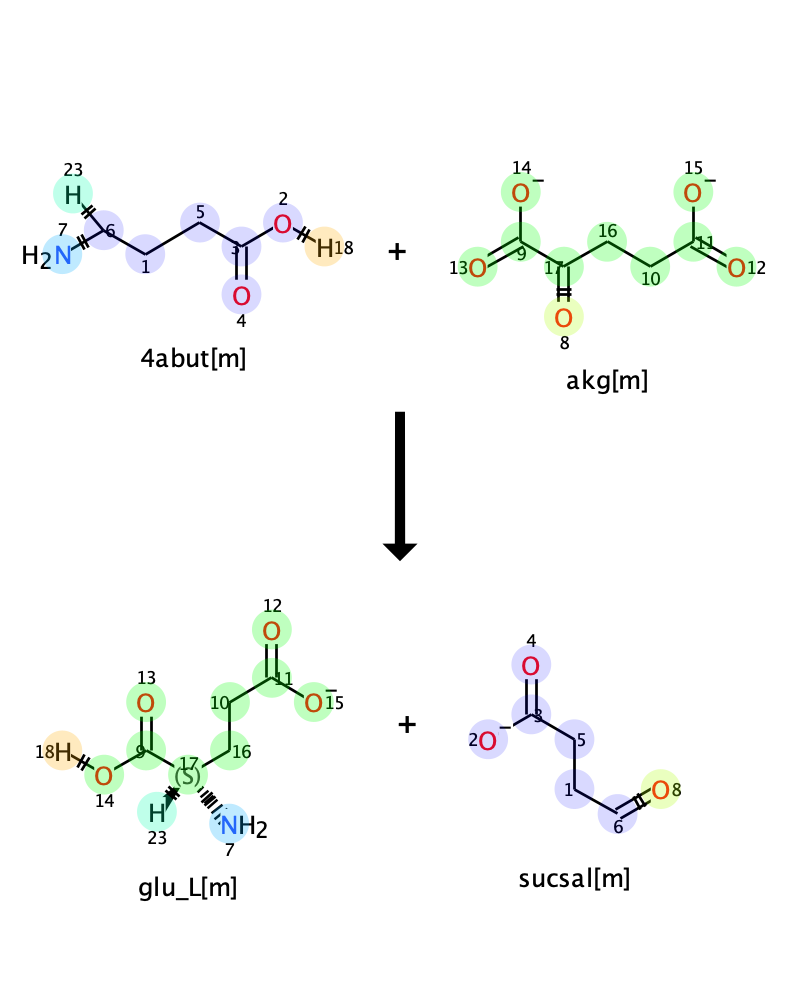 23
H
7
H₂N
6
1
5
3
O
4
2
O
H 18
4abut[m]
+
14
O⁻
13 O
9
17
O
8
16
10
15
O⁻
11
O 12
akg[m]
12
O
11
O⁻ 15
10
13
O
9
16
18 H
O
14
17
(S)
H
23
NH₂
7
glu_L[m]
+
4
O
3
2 O⁻
5
1
6
O 8
sucsal[m]